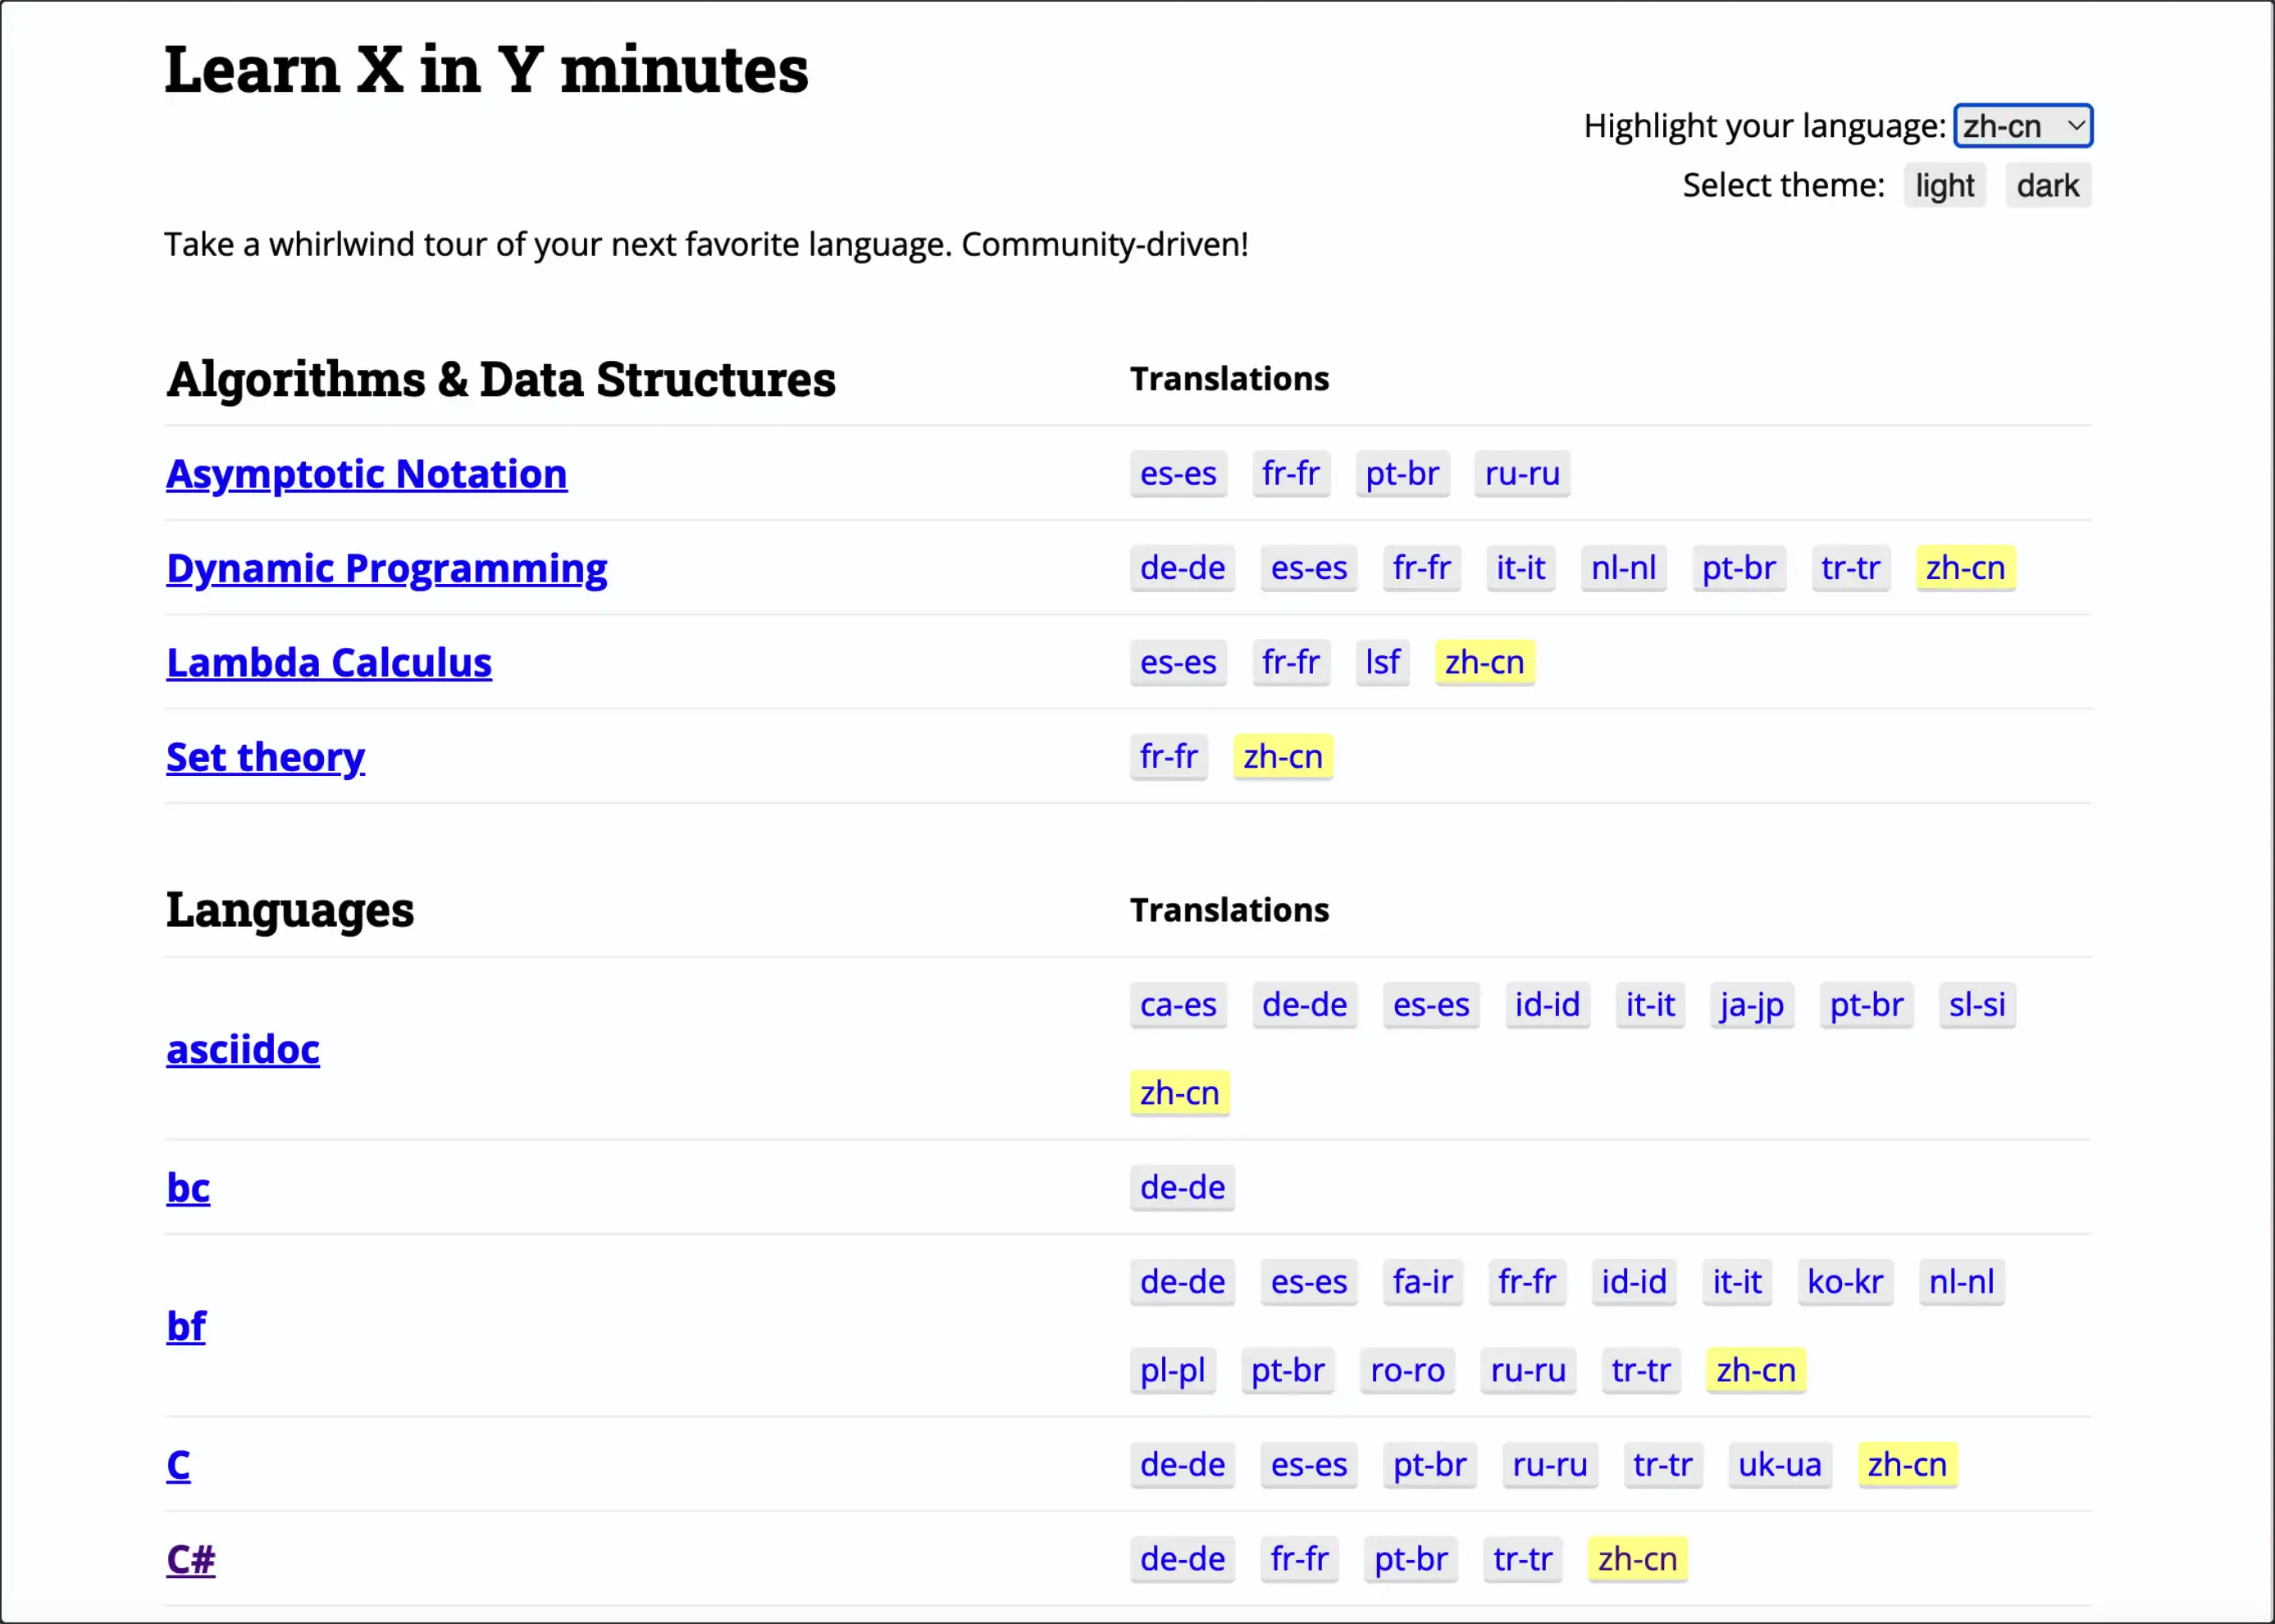 Learn X in Y minutes
Highlight your language: zh-cn
Select theme: light dark
Take a whirlwind tour of your next favorite language. Community-driven!
Algorithms & Data Structures Translations
Asymptotic Notation es-es fr-fr pt-br ru-ru
Dynamic Programming de-de es-es fr-fr it-it nl-nl pt-br tr-tr zh-cn
Lambda Calculus es-es fr-fr lsf zh-cn
Set theory fr-fr zh-cn
Languages Translations
asciidoc ca-es de-de es-es id-id it-it ja-jp pt-br sl-si
zh-cn
bc de-de
bf de-de es-es fa-ir fr-fr id-id it-it ko-kr nl-nl
pl-pl pt-br ro-ro ru-ru tr-tr zh-cn
C de-de es-es pt-br ru-ru tr-tr uk-ua zh-cn
C# de-de fr-fr pt-br tr-tr zh-cn